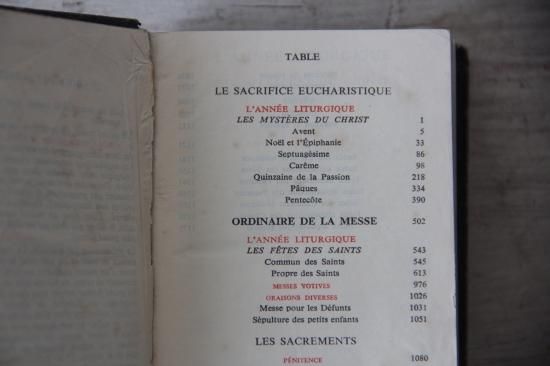 TABLE
LE SACRIFICE EUCHARISTIQUE
L'ANNÉE LITURGIQUE
LES MYSTÈRES DU CHRIST 1
Avent 5
Noël et l'Épiphanie 33
Septuagésime 86
Carême 98
Quinzaine de la Passion 218
Pâques 334
Pentecôte 390
ORDINAIRE DE LA MESSE 502
L'ANNÉE LITURGIQUE
LES FÊTES DES SAINTS 543
Commun des Saints 545
Propre des Saints 613
MESSES VOTIVES 976
ORAISONS DIVERSES 1026
Messe pour les Défunts 1031
Sépulture des petits enfants 1051
LES SACREMENTS
PÉNITENCE 1080